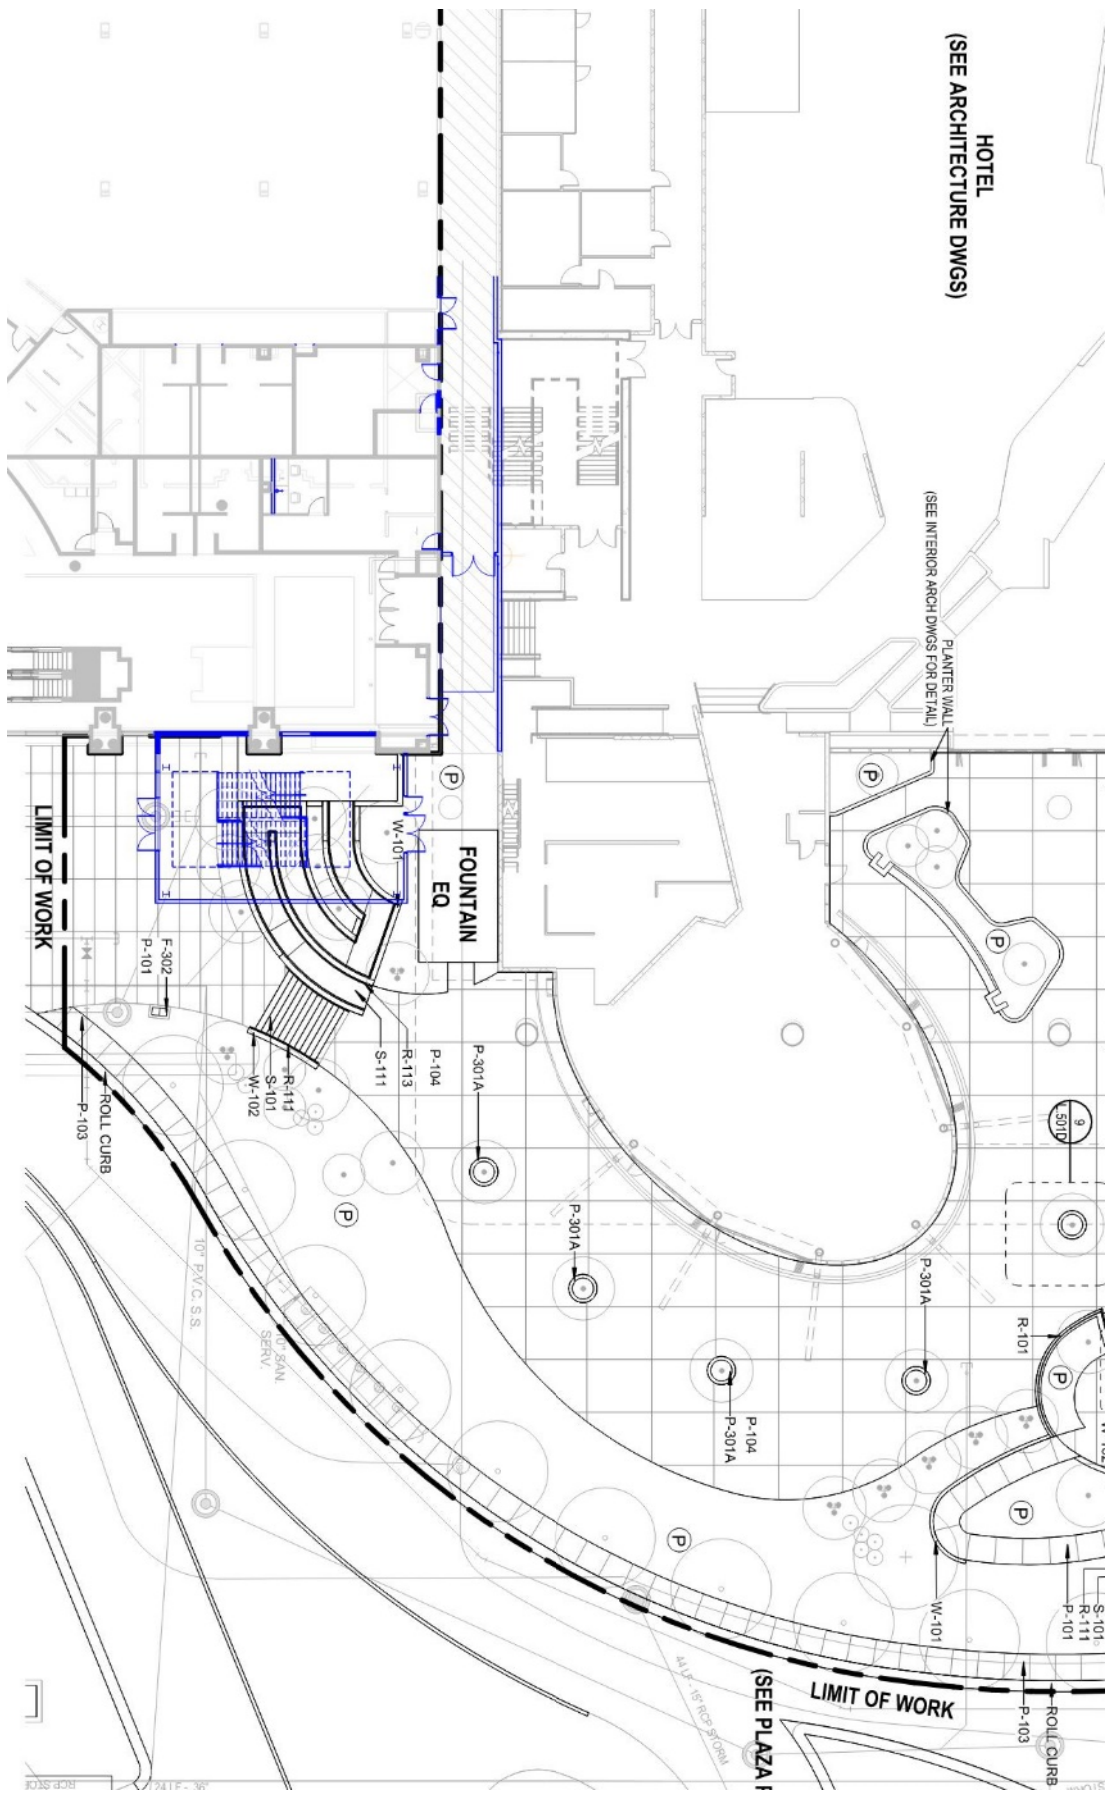 HOTEL
(SEE ARCHITECTURE DWGS)
PLANTER WALL
(SEE INTERIOR ARCH DWGS FOR DETAIL)
P
P
W-101
FOUNTAIN
EQ
P
LIMIT OF WORK
F-302
P-101
P-104
R-113
S-111
R-111
S-101
W-102
P-301A
9
L501D
ROLL CURB
P-103
P
P-301A
P-301A
R-101
P
10" P.V.C. S.S.
10" SAN.
SERV.
P-104
P-301A
P
P
W-101
S-101
R-111
P-101
44 LF - 15" RCP STORM
(SEE PLAZA
LIMIT OF WORK
P-103
ROLL CURB